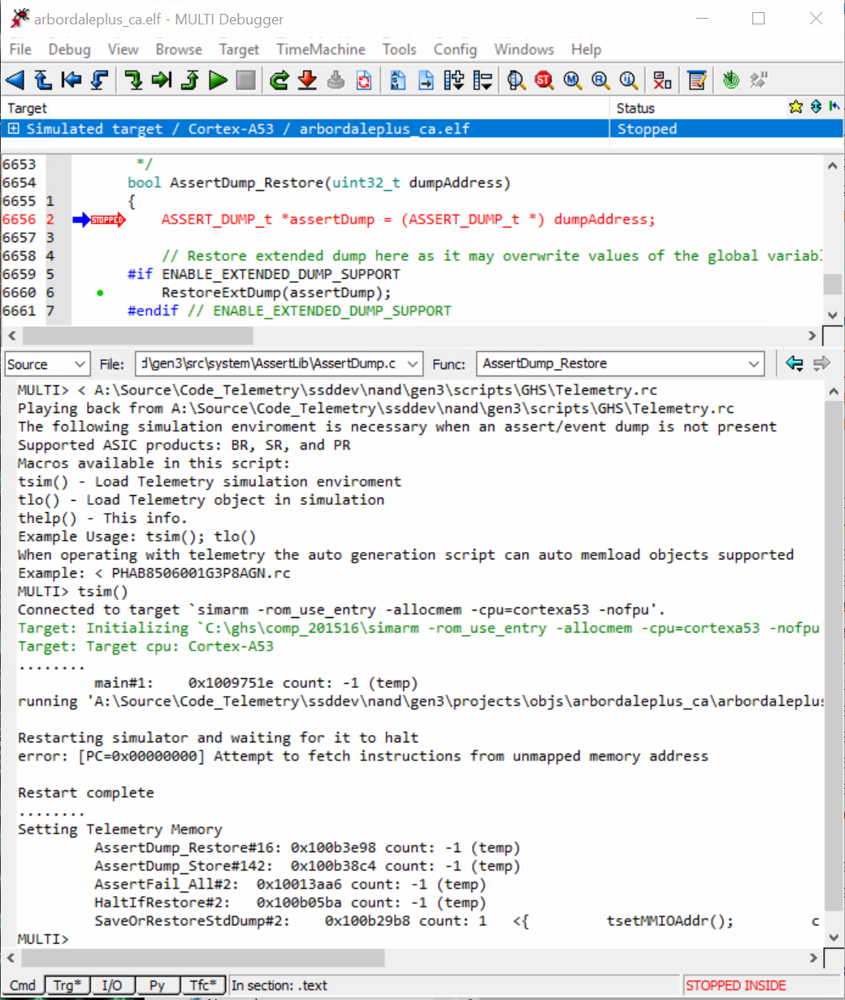 arbordaleplus_ca.elf - MULTI Debugger
File Debug View Browse Target TimeMachine Tools Config Windows Help
Target Status
Simulated target / Cortex-A53 / arbordaleplus_ca.elf Stopped
6653 */
6654 bool AssertDump_Restore(uint32_t dumpAddress)
6655 1 {
6656 2 STOPPED ASSERT_DUMP_t *assertDump = (ASSERT_DUMP_t *) dumpAddress;
6657 3
6658 4 // Restore extended dump here as it may overwrite values of the global variabl
6659 5 #if ENABLE_EXTENDED_DUMP_SUPPORT
6660 6 RestoreExtDump(assertDump);
6661 7 #endif // ENABLE_EXTENDED_DUMP_SUPPORT
Source File: d\gen3\src\system\AssertLib\AssertDump.c Func: AssertDump_Restore
MULTI> < A:\Source\Code_Telemetry\ssddev\nand\gen3\scripts\GHS\Telemetry.rc
Playing back from A:\Source\Code_Telemetry\ssddev\nand\gen3\scripts\GHS\Telemetry.rc
The following simulation enviroment is necessary when an assert/event dump is not present
Supported ASIC products: BR, SR, and PR
Macros available in this script:
tsim() - Load Telemetry simulation enviroment
tlo() - Load Telemetry object in simulation
thelp() - This info.
Example Usage: tsim(); tlo()
When operating with telemetry the auto generation script can auto memload objects supported
Example: < PHAB8506001G3P8AGN.rc
MULTI> tsim()
Connected to target `simarm -rom_use_entry -allocmem -cpu=cortexa53 -nofpu'.
Target: Initializing `C:\ghs\comp_201516\simarm -rom_use_entry -allocmem -cpu=cortexa53 -nofpu'
Target: Target cpu: Cortex-A53
........
main#1: 0x1009751e count: -1 (temp)
running 'A:\Source\Code_Telemetry\ssddev\nand\gen3\projects\objs\arbordaleplus_ca\arbordaleplus
Restarting simulator and waiting for it to halt
error: [PC=0x00000000] Attempt to fetch instructions from unmapped memory address
Restart complete
........
Setting Telemetry Memory
AssertDump_Restore#16: 0x100b3e98 count: -1 (temp)
AssertDump_Store#142: 0x100b38c4 count: -1 (temp)
AssertFail_All#2: 0x10013aa6 count: -1 (temp)
HaltIfRestore#2: 0x100b05ba count: -1 (temp)
SaveOrRestoreStdDump#2: 0x100b29b8 count: 1 <{ tsetMMIOAddr(); c
MULTI>
Cmd Trg* I/O Py Tfc* In section: .text STOPPED INSIDE